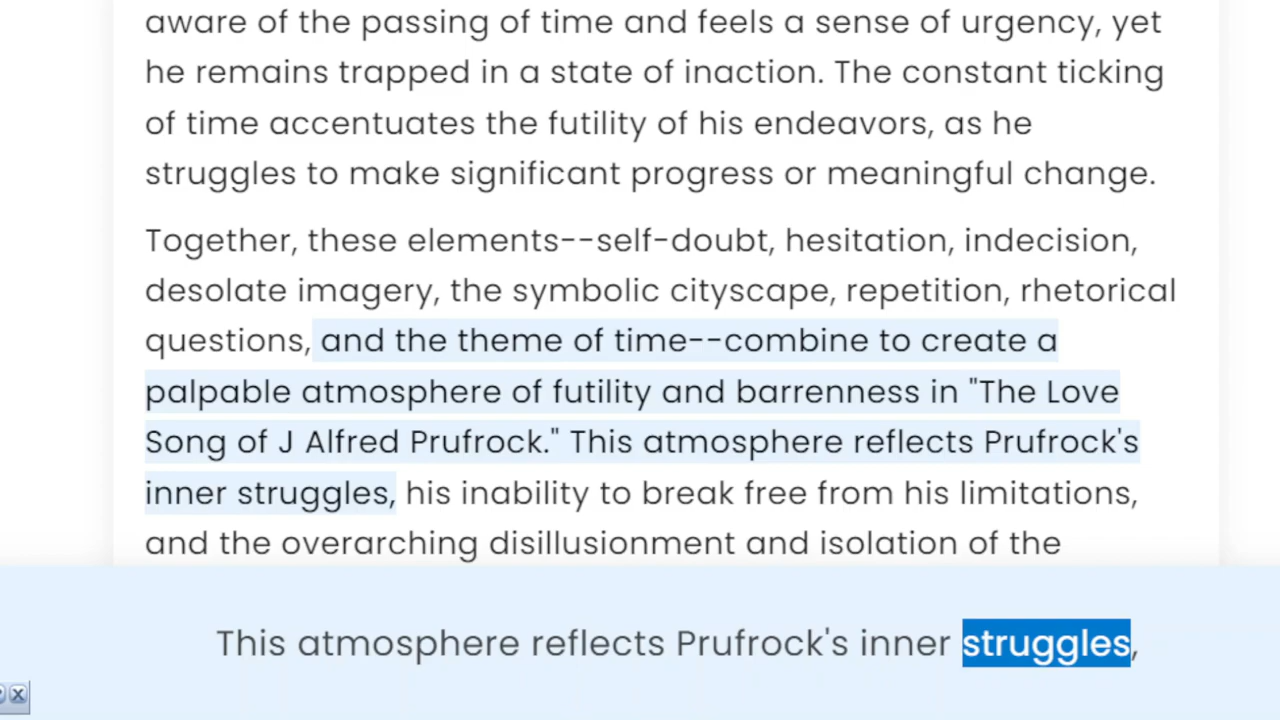 aware of the passing of time and feels a sense of urgency, yet
he remains trapped in a state of inaction. The constant ticking
of time accentuates the futility of his endeavors, as he
struggles to make significant progress or meaningful change.
Together, these elements--self-doubt, hesitation, indecision,
desolate imagery, the symbolic cityscape, repetition, rhetorical
questions, and the theme of time--combine to create a
palpable atmosphere of futility and barrenness in "The Love
Song of J Alfred Prufrock." This atmosphere reflects Prufrock's
inner struggles, his inability to break free from his limitations,
and the overarching disillusionment and isolation of the
This atmosphere reflects Prufrock's inner struggles,